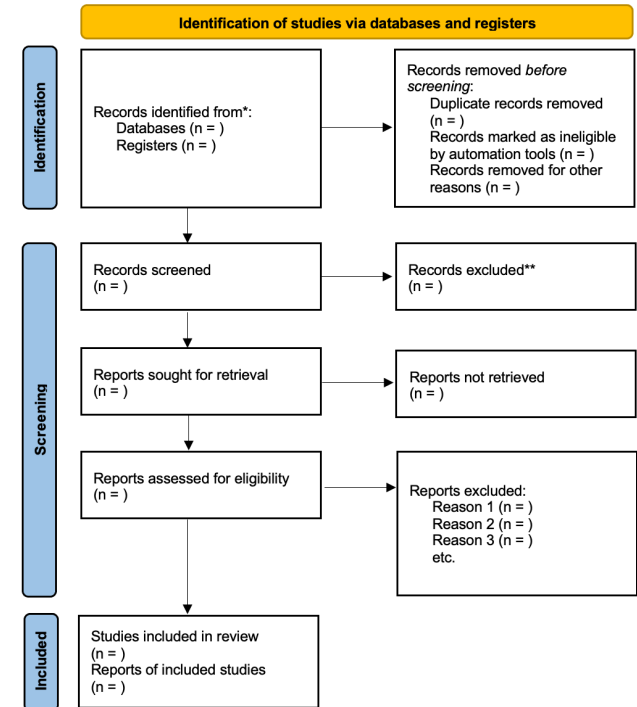 Identification of studies via databases and registers
Identification
Records identified from*:
Databases (n = )
Registers (n = )
Records removed before
screening:
Duplicate records removed
(n = )
Records marked as ineligible
by automation tools (n = )
Records removed for other
reasons (n = )
Screening
Records screened
(n = )
Records excluded**
(n = )
Reports sought for retrieval
(n = )
Reports not retrieved
(n = )
Reports assessed for eligibility
(n = )
Reports excluded:
Reason 1 (n = )
Reason 2 (n = )
Reason 3 (n = )
etc.
Included
Studies included in review
(n = )
Reports of included studies
(n = )